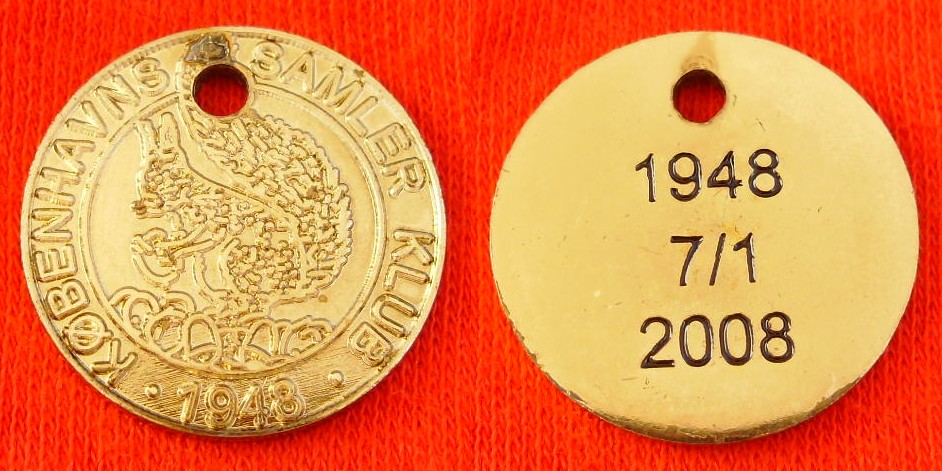 KØBENHAVNS SAMLER KLUB
· 1948 ·
1948
7/1
2008